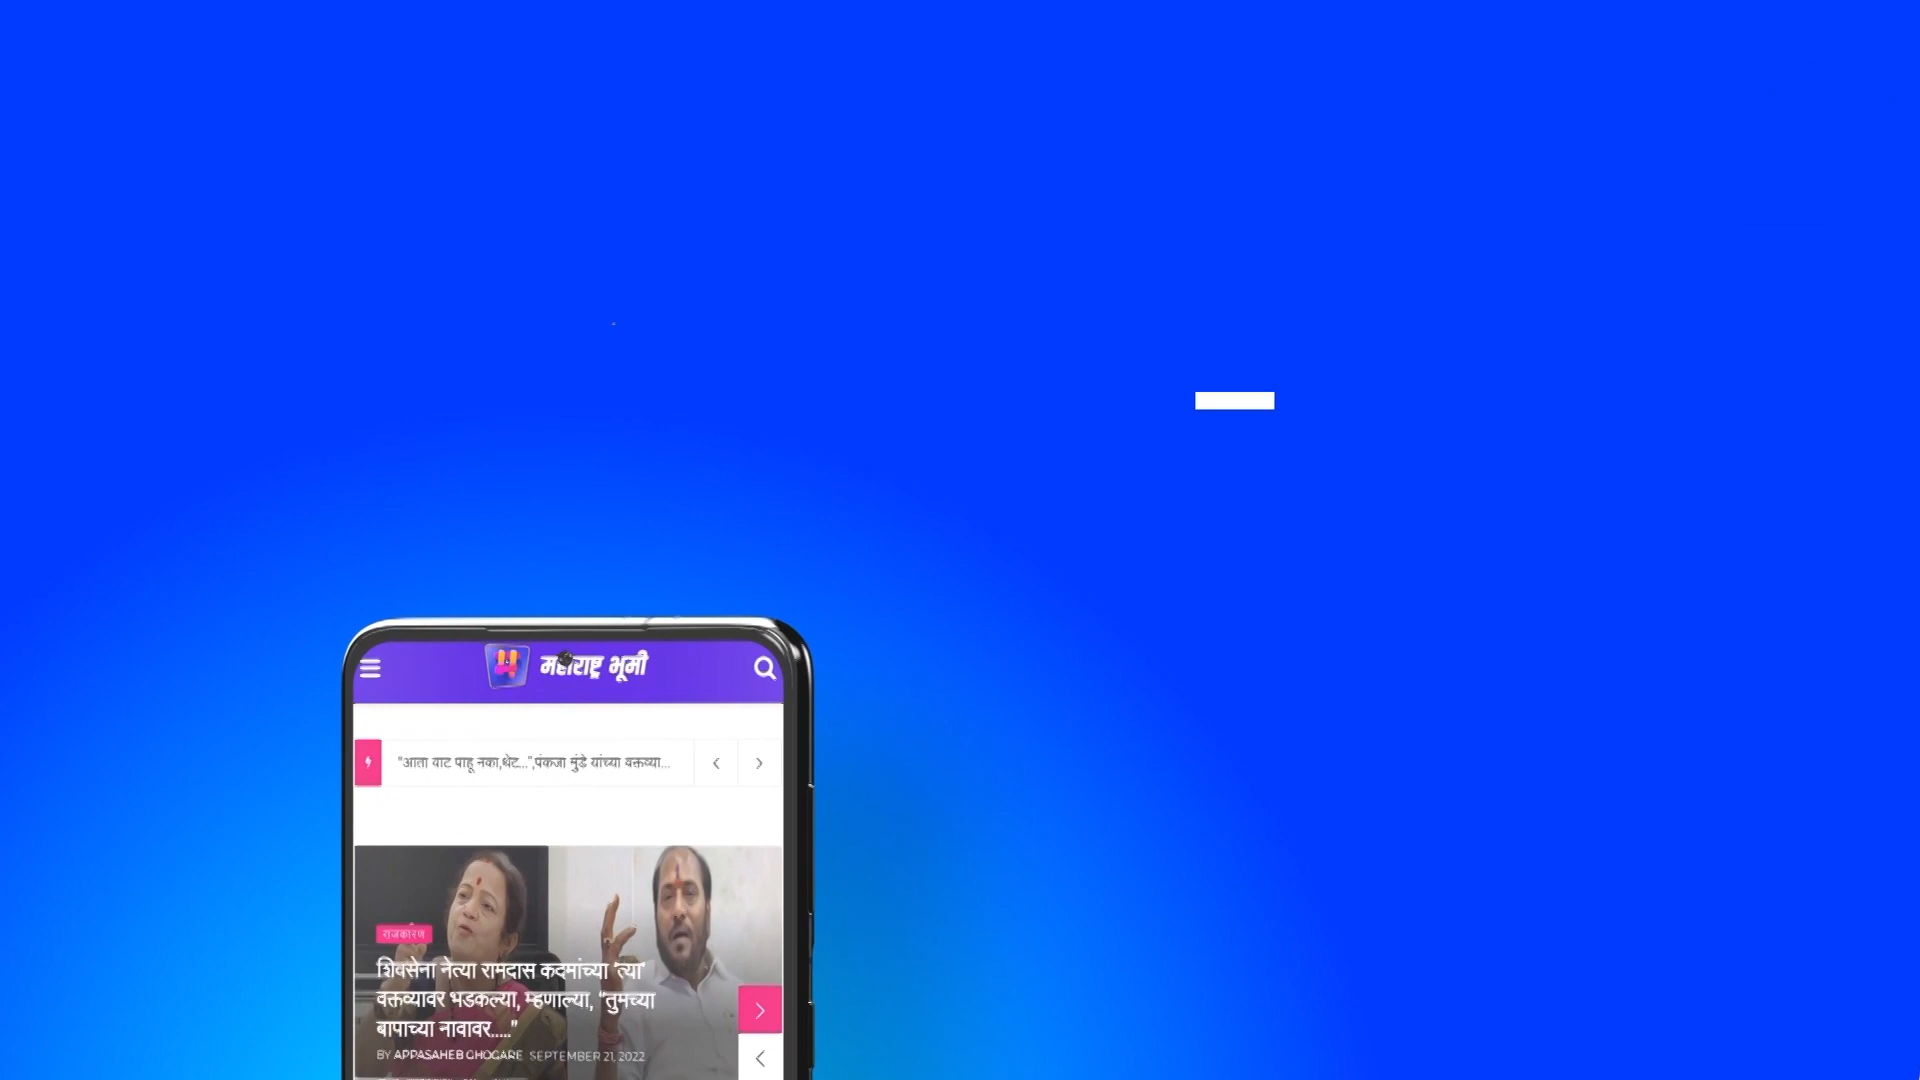 महाराष्ट्र भूमी
"आता वाट पाहू नका,थेट...",पंकजा मुंडे यांच्या वक्तव्या...
राजकारण
शिवसेना नेत्या रामदास कदमांच्या 'त्या'
वक्तव्यावर भडकल्या, म्हणाल्या, "तुमच्या
बापाच्या नावावर....."
BY APPASAHEB GHOGARE SEPTEMBER 21, 2022